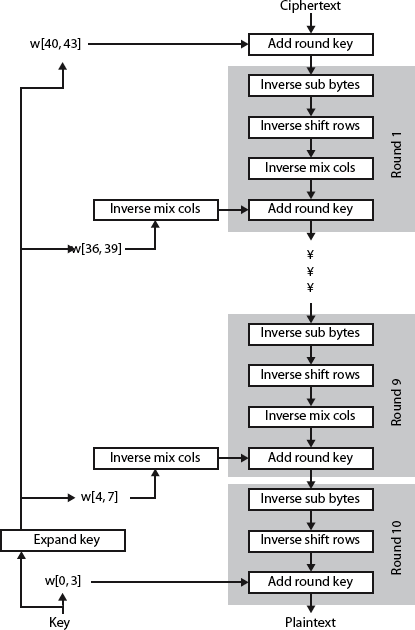 Ciphertext
w[40, 43]
Add round key
Inverse sub bytes
Inverse shift rows
Inverse mix cols
Inverse mix cols
Add round key
Round 1
w[36, 39]
¥
¥
¥
Inverse sub bytes
Inverse shift rows
Inverse mix cols
Inverse mix cols
Add round key
Round 9
w[4, 7]
Inverse sub bytes
Expand key
Inverse shift rows
w[0, 3]
Add round key
Round 10
Key
Plaintext